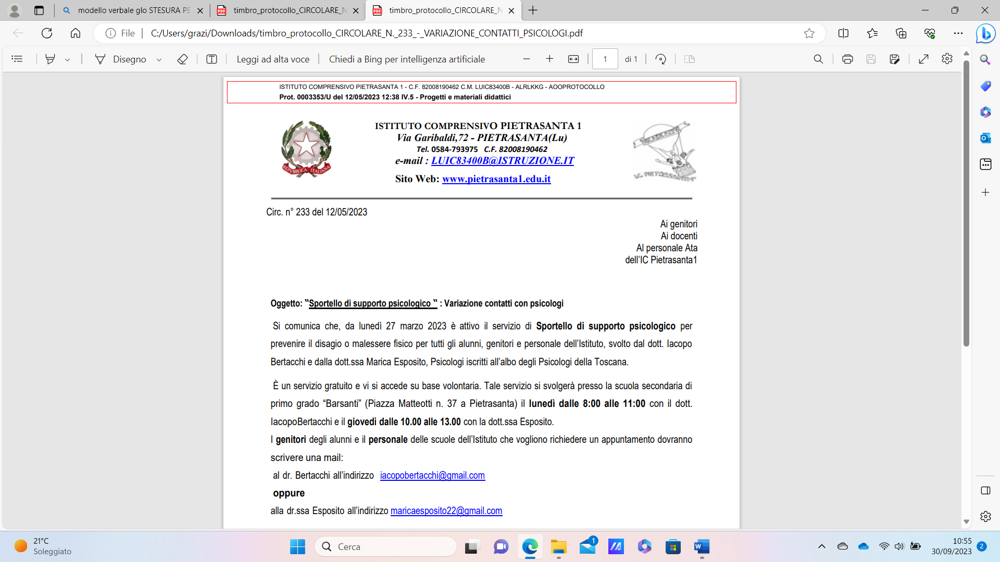 modello verbale glo STESURA PE
timbro_protocollo_CIRCOLARE_N
timbro_protocollo_CIRCOLARE_N
File
C:/Users/grazi/Downloads/timbro_protocollo_CIRCOLARE_N._233_-_VARIAZIONE_CONTATTI_PSICOLOGI.pdf
Disegno
Leggi ad alta voce
Chiedi a Bing per intelligenza artificiale
1
di 1
ISTITUTO COMPRENSIVO PIETRASANTA 1 - C.F. 82008190462 C.M. LUIC83400B - ALRLKKG - AOOPROTOCOLLO
Prot. 0003353/U del 12/05/2023 12:38 IV.5 - Progetti e materiali didattici
REPVBBLICA ITALIANA
ISTITUTO COMPRENSIVO PIETRASANTA 1
Via Garibaldi,72 - PIETRASANTA(Lu)
Tel. 0584-793975 C.F. 82008190462
e-mail : LUIC83400B@ISTRUZIONE.IT
Sito Web: www.pietrasanta1.edu.it
Circ. n° 233 del 12/05/2023
Ai genitori
Ai docenti
Al personale Ata
dell’IC Pietrasanta1
Oggetto: “Sportello di supporto psicologico “ : Variazione contatti con psicologi
Si comunica che, da lunedì 27 marzo 2023 è attivo il servizio di Sportello di supporto psicologico per
prevenire il disagio o malessere fisico per tutti gli alunni, genitori e personale dell’Istituto, svolto dal dott. Iacopo
Bertacchi e dalla dott.ssa Marica Esposito, Psicologi iscritti all’albo degli Psicologi della Toscana.
È un servizio gratuito e vi si accede su base volontaria. Tale servizio si svolgerà presso la scuola secondaria di
primo grado “Barsanti” (Piazza Matteotti n. 37 a Pietrasanta) il lunedì dalle 8:00 alle 11:00 con il dott.
IacopoBertacchi e il giovedì dalle 10.00 alle 13.00 con la dott.ssa Esposito.
I genitori degli alunni e il personale delle scuole dell’Istituto che vogliono richiedere un appuntamento dovranno
scrivere una mail:
al dr. Bertacchi all’indirizzo iacopobertacchi@gmail.com
oppure
alla dr.ssa Esposito all’indirizzo maricaesposito22@gmail.com
21°C
Soleggiato
Cerca
1
10:55
30/09/2023
2